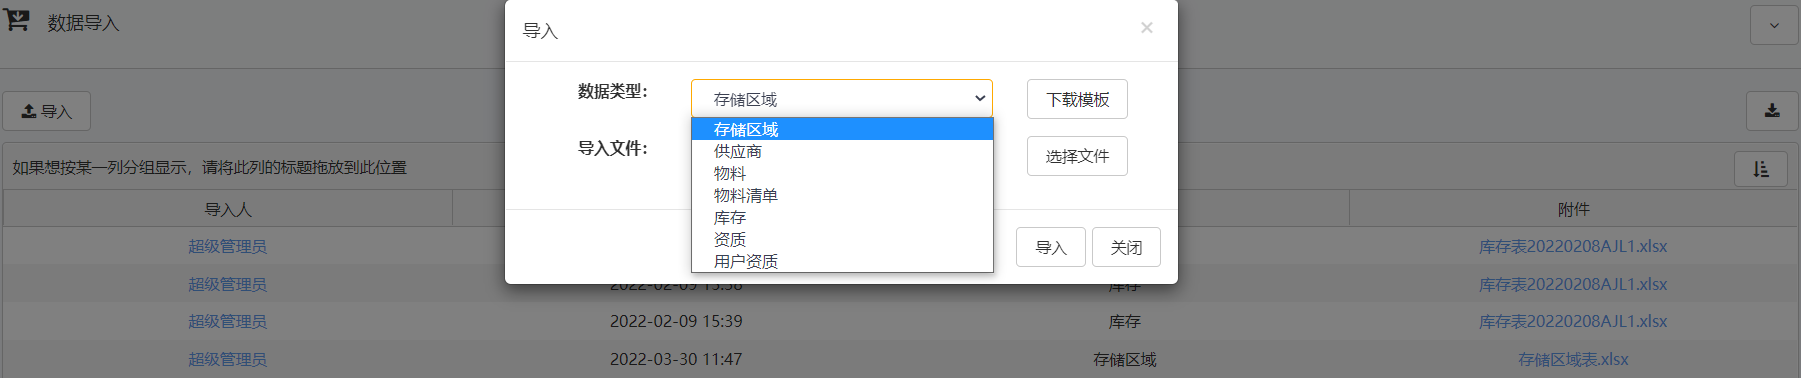 数据导入
导入
×
数据类型：
存储区域
下载模板
存储区域
供应商
物料
物料清单
库存
资质
用户资质
导入文件：
选择文件
导入
关闭
导入
如果想按某一列分组显示，请将此列的标题拖放到此位置
导入人 附件
超级管理员 库存表20220208AJL1.xlsx
超级管理员 2022-02-09 15:38 库存 库存表20220208AJL1.xlsx
超级管理员 2022-02-09 15:39 库存 库存表20220208AJL1.xlsx
超级管理员 2022-03-30 11:47 存储区域 存储区域表.xlsx